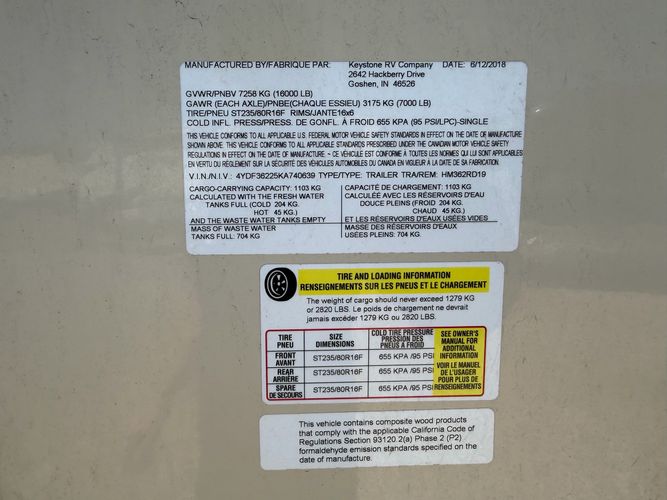 MANUFACTURED BY/FABRIQUE PAR: Keystone RV Company DATE: 6/12/2018
2642 Hackberry Drive
Goshen, IN 46526
GVWR/PNBV 7258 KG (16000 LB)
GAWR (EACH AXLE)/PNBE(CHAQUE ESSIEU) 3175 KG (7000 LB)
TIRE/PNEU ST235/80R16F RIMS/JANTE16x6
COLD INFL. PRESS/PRESS. DE GONFL. À FROID 655 KPA (95 PSI/LPC)-SINGLE
THIS VEHICLE CONFORMS TO ALL APPLICABLE U.S. FEDERAL MOTOR VEHICLE SAFETY STANDARDS IN EFFECT ON THE DATE OF MANUFACTURE
SHOWN ABOVE. THIS VEHICLE CONFORMS TO ALL APPLICABLE STANDARDS PRESCRIBED UNDER THE CANADIAN MOTOR VEHICLE SAFETY
REGULATIONS IN EFFECT ON THE DATE OF MANUFACTURE - CE VÉHICULE EST CONFORME À TOUTES LES NORMES QUI LUI SONT APPLICABLES
EN VERTU DU RÈGLEMENT SUR LA SÉCURITÉ DES VÉHICULES AUTOMOBILES DU CANADA EN VIGUEUR À LA DATE DE SA FABRICATION.
V.I.N./N.I.V.: 4YDF36225KA740639 TYPE/TYPE: TRAILER TRA/REM: HM362RD19
CARGO-CARRYING CAPACITY: 1103 KG
CALCULATED WITH THE FRESH WATER
TANKS FULL (COLD 204 KG.
HOT 45 KG.)
AND THE WASTE WATER TANKS EMPTY
MASS OF WASTE WATER
TANKS FULL: 704 KG
CAPACITÉ DE CHARGEMENT: 1103 KG
CALCULÉE AVEC LES RÉSERVOIRS D'EAU
DOUCE PLEINS (FROID 204 KG.
CHAUD 45 KG.)
ET LES RÉSERVOIRS D'EAUX USÉES VIDES
MASSE DES RÉSERVOIRS D'EAUX
USÉES PLEINS: 704 KG
TIRE AND LOADING INFORMATION
RENSEIGNEMENTS SUR LES PNEUS ET LE CHARGEMENT
The weight of cargo should never exceed 1279 KG
or 2820 LBS. Le poids de chargement ne devrait
jamais excéder 1279 KG ou 2820 LBS.
TIRE SIZE COLD TIRE PRESSURE
PNEU DIMENSIONS PRESSION DES
PNEUS A FROID
FRONT
AVANT ST235/80R16F 655 KPA /95 PSI
REAR
ARRIÈRE ST235/80R16F 655 KPA /95 PSI
SPARE
DE SECOURS ST235/80R16F 655 KPA /95 PSI
SEE OWNER'S
MANUAL FOR
ADDITIONAL
INFORMATION
VOIR LE MANUEL
DE L'USAGER
POUR PLUS DE
RENSEIGNEMENTS
This vehicle contains composite wood products
that comply with the applicable California Code of
Regulations Section 93120.2(a) Phase 2 (P2)
formaldehyde emission standards specified on the
date of manufacture.